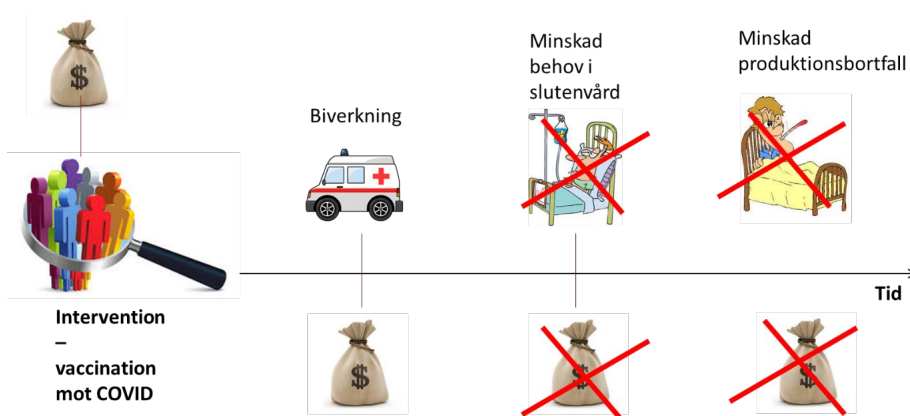 $
Biverkning
Minskad
behov i
slutenvård
Minskad
produktionsbortfall
Tid
Intervention
–
vaccination
mot COVID
$
$
$